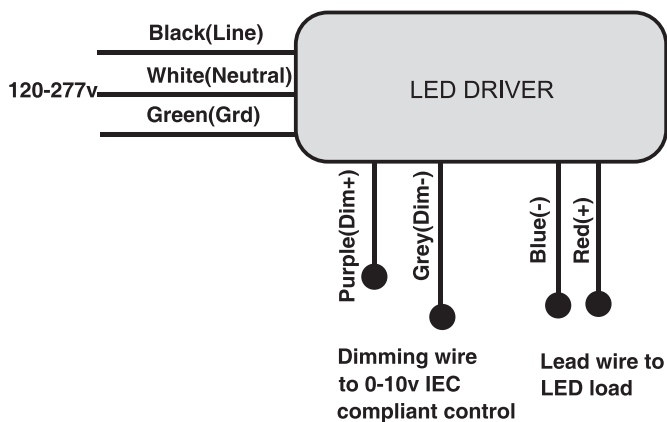 Black(Line)
120-277v
White(Neutral)
Green(Grd)
LED DRIVER
Purple(Dim+)
Grey(Dim-)
Blue(-)
Red(+)
Dimming wire
to 0-10v IEC
compliant control
Lead wire to
LED load